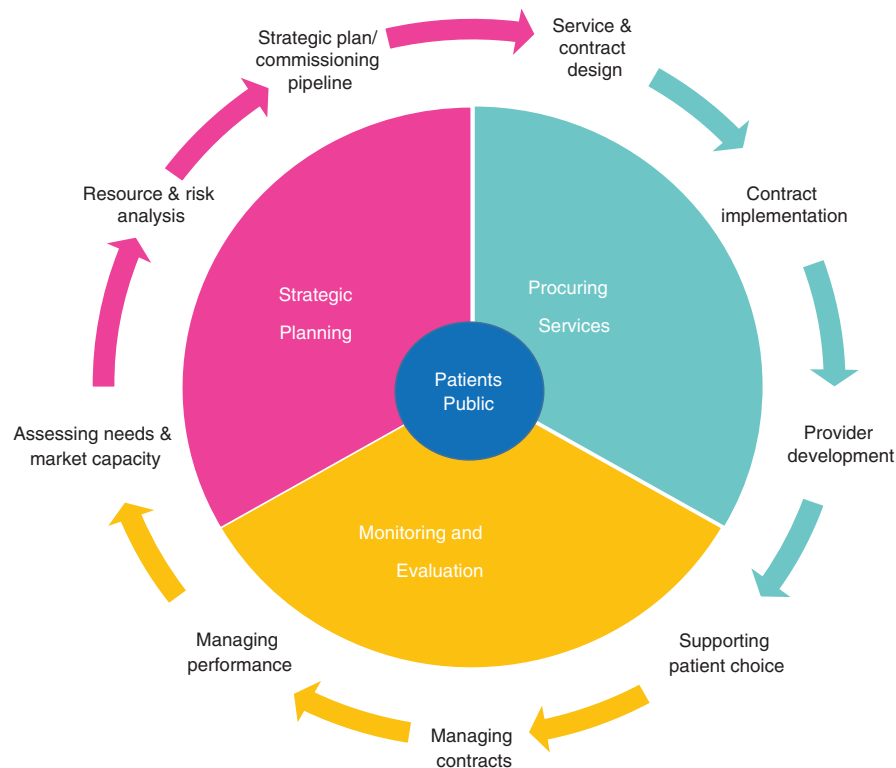 Strategic plan/
commissioning
pipeline
Service &
contract
design
Resource & risk
analysis
Contract
implementation
Strategic
Planning
Procuring
Services
Patients
Public
Assessing needs &
market capacity
Provider
development
Monitoring and
Evaluation
Managing
performance
Supporting
patient choice
Managing
contracts